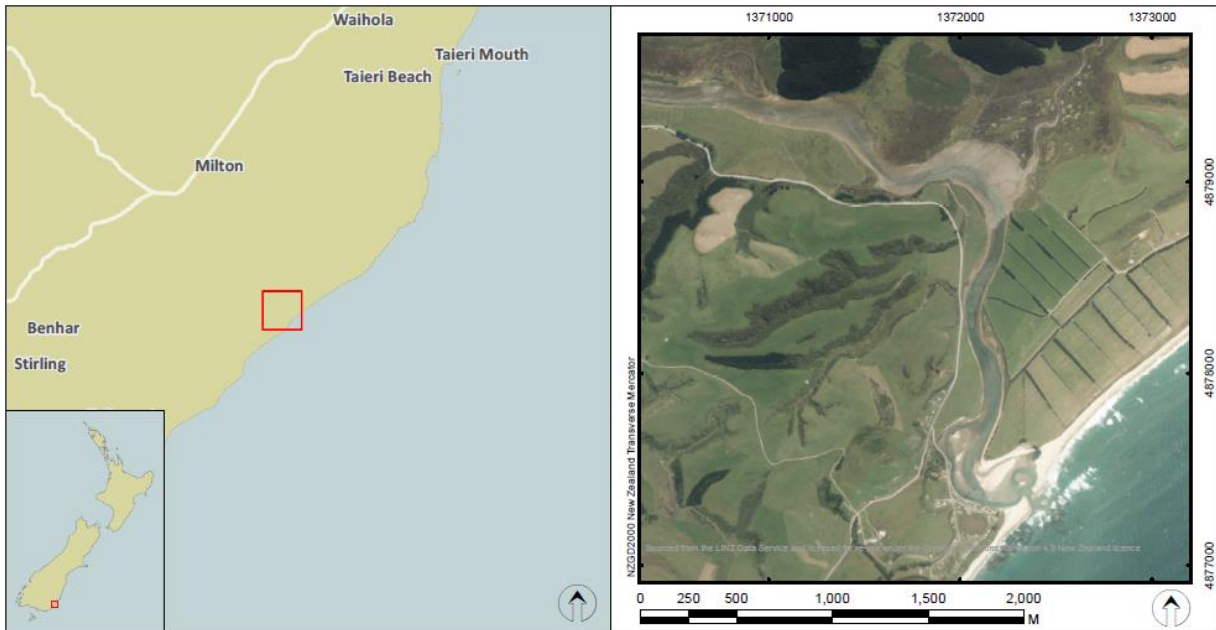 Waihola
Taieri Mouth
Taieri Beach
Milton
Benhar
Stirling
1371000
1372000
1373000
4879000
4878000
4877000
NZGD2000 New Zealand Transverse Mercator
Sourced from the LINZ Data Service and licensed for re-use under the
New Zealand licence
0
250
500
1,000
1,500
2,000
M